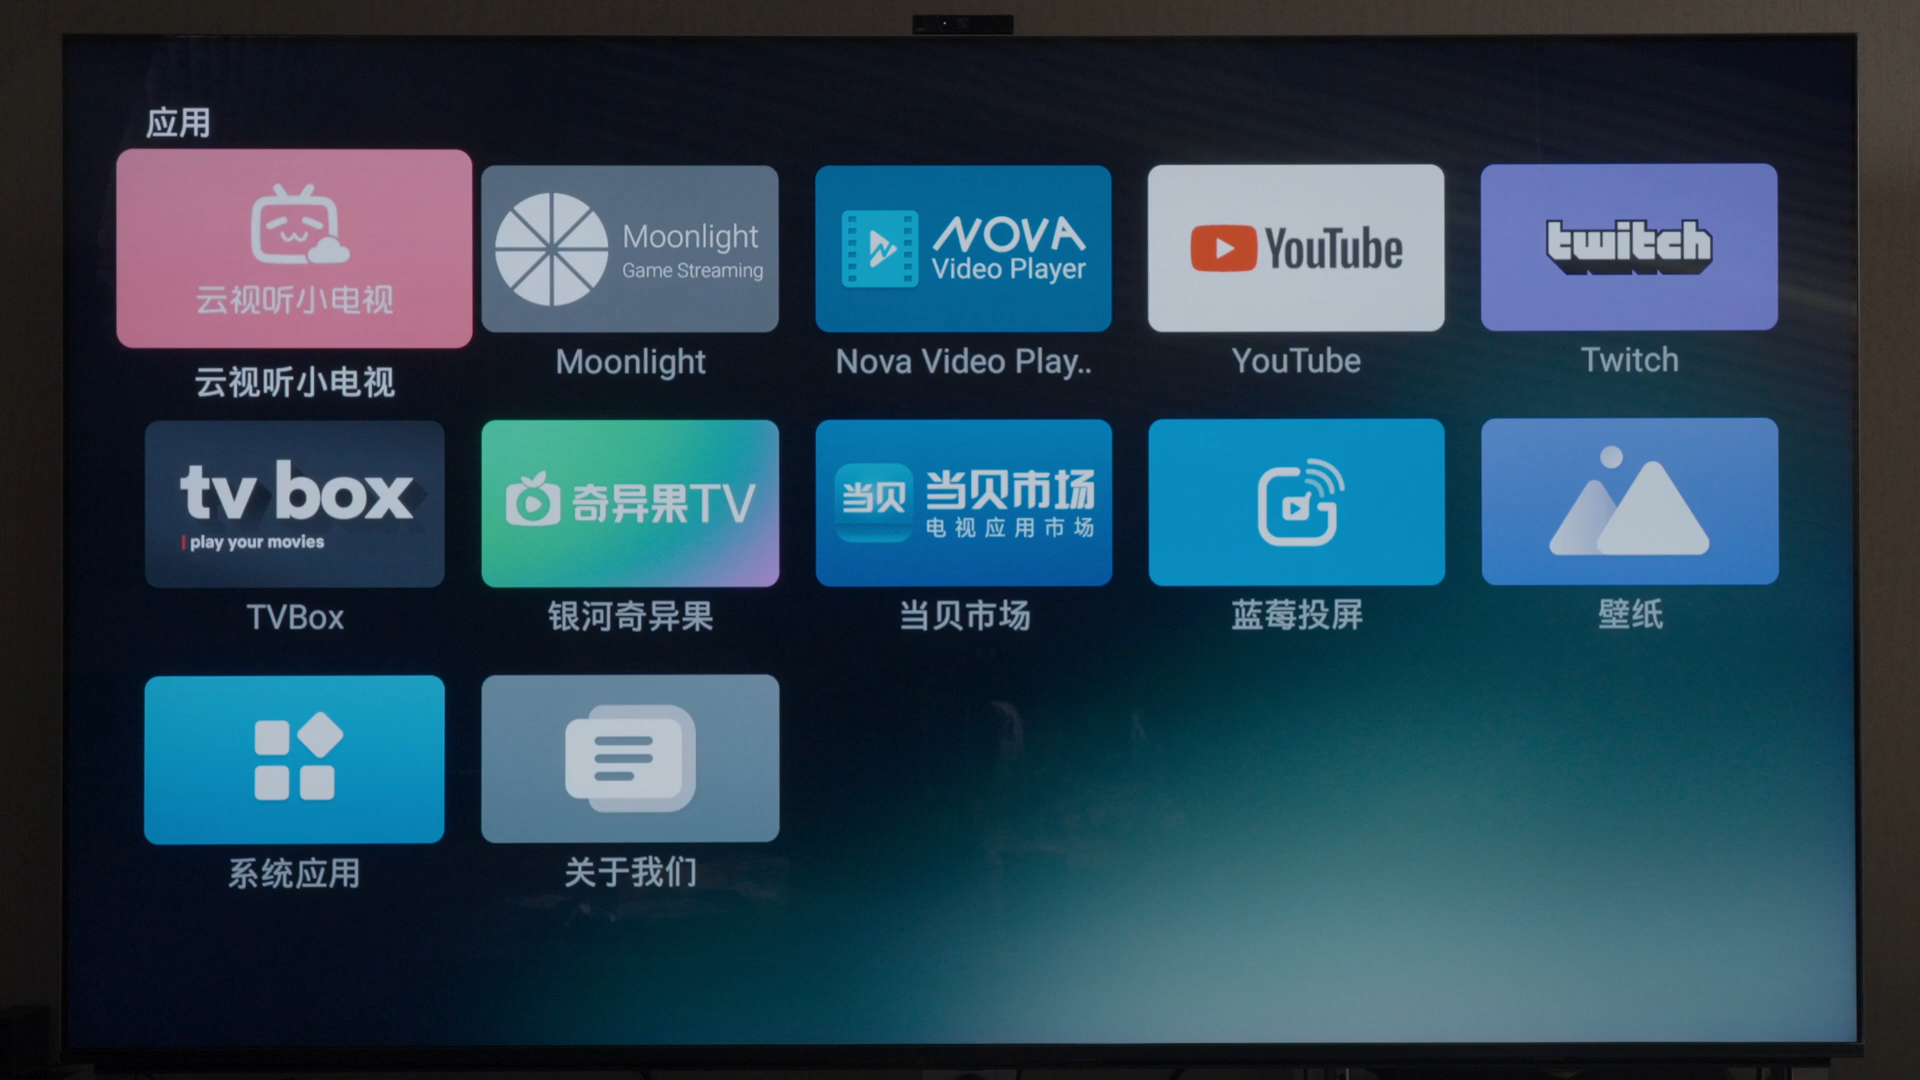 应用
云视听小电视
Moonlight
Game Streaming
NOVA
Video Player
YouTube
twitch
云视听小电视
Moonlight
Nova Video Play..
YouTube
Twitch
tv box
play your movies
奇异果TV
当贝
当贝市场
电视应用市场
TVBox
银河奇异果
当贝市场
蓝莓投屏
壁纸
系统应用
关于我们